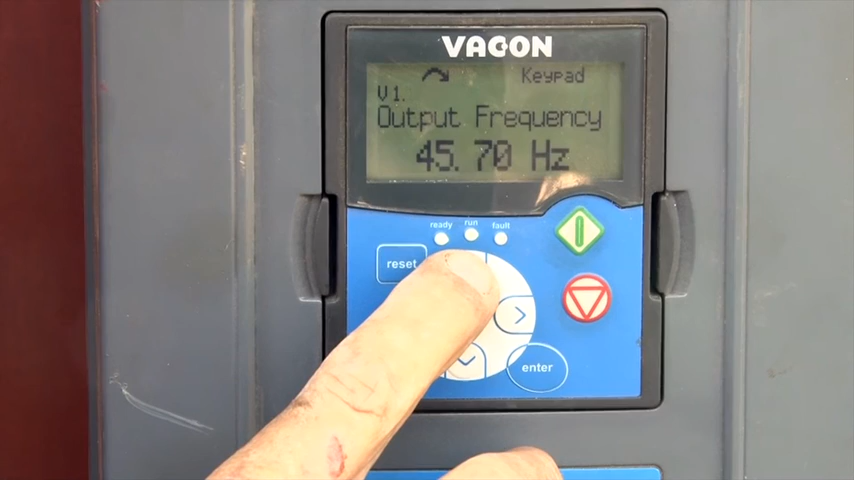 VACON
Keypad
V1.
Output Frequency
45.70 Hz
ready run fault
reset
enter